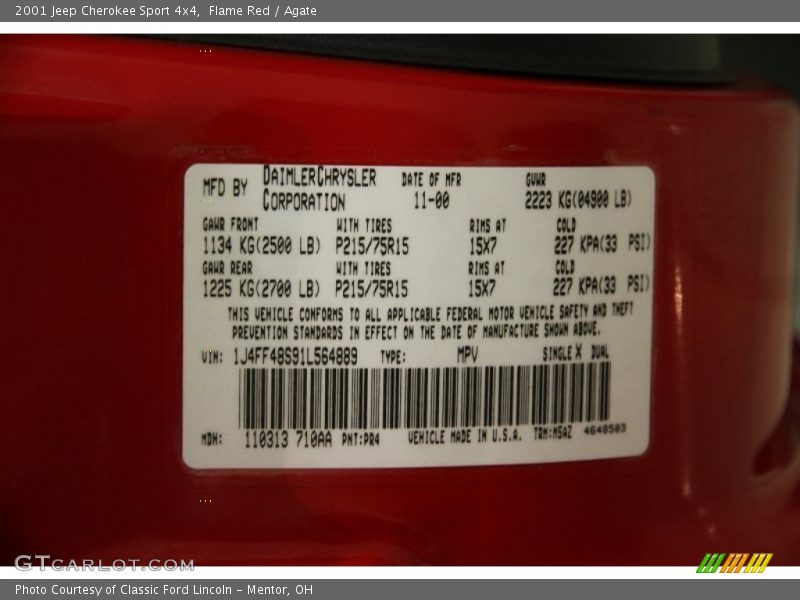 2001 Jeep Cherokee Sport 4x4, Flame Red / Agate
MFD BY DAIMLERCHRYSLER CORPORATION DATE OF MFR 11-00 GVWR 2223 KG(04900 LB)
GAWR FRONT WITH TIRES RIMS AT COLD
1134 KG(2500 LB) P215/75R15 15X7 227 KPA(33 PSI)
GAWR REAR WITH TIRES RIMS AT COLD
1225 KG(2700 LB) P215/75R15 15X7 227 KPA(33 PSI)
THIS VEHICLE CONFORMS TO ALL APPLICABLE FEDERAL MOTOR VEHICLE SAFETY AND THEFT
PREVENTION STANDARDS IN EFFECT ON THE DATE OF MANUFACTURE SHOWN ABOVE.
VIN: 1J4FF48S91L564889 TYPE: MPV SINGLE X DUAL
MDH: 110313 710AA PNT:PR4 VEHICLE MADE IN U.S.A. TRM:M5A2 4648503
GTCARLOT.COM
Photo Courtesy of Classic Ford Lincoln - Mentor, OH